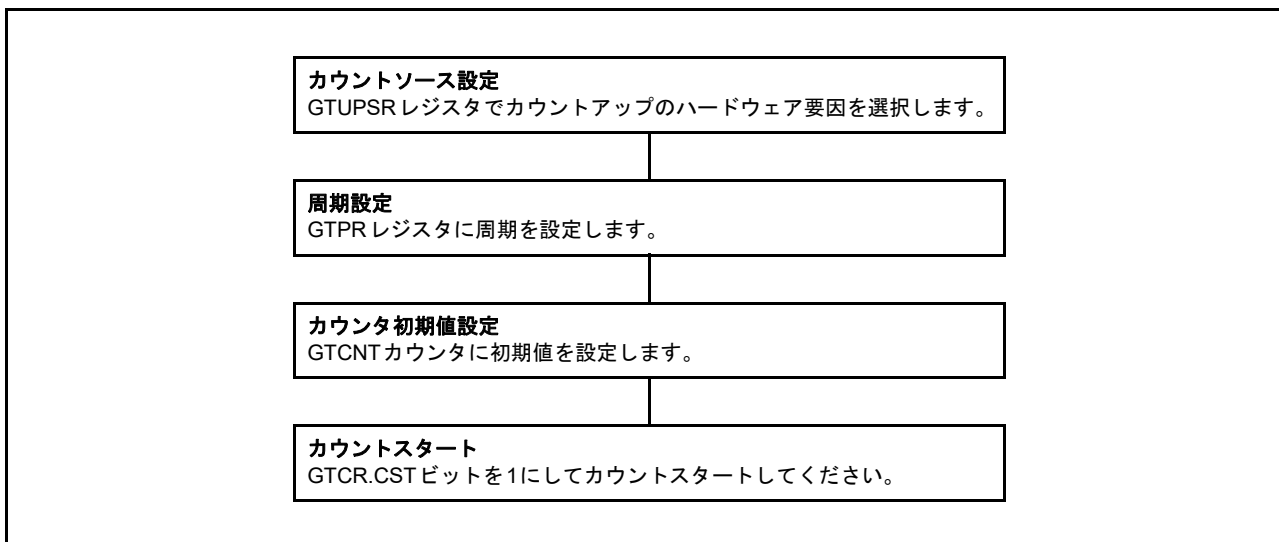 カウントソース設定
GTUPSRレジスタでカウントアップのハードウェア要因を選択します。
周期設定
GTPRレジスタに周期を設定します。
カウンタ初期値設定
GTCNTカウンタに初期値を設定します。
カウントスタート
GTCR.CSTビットを1にしてカウントスタートしてください。